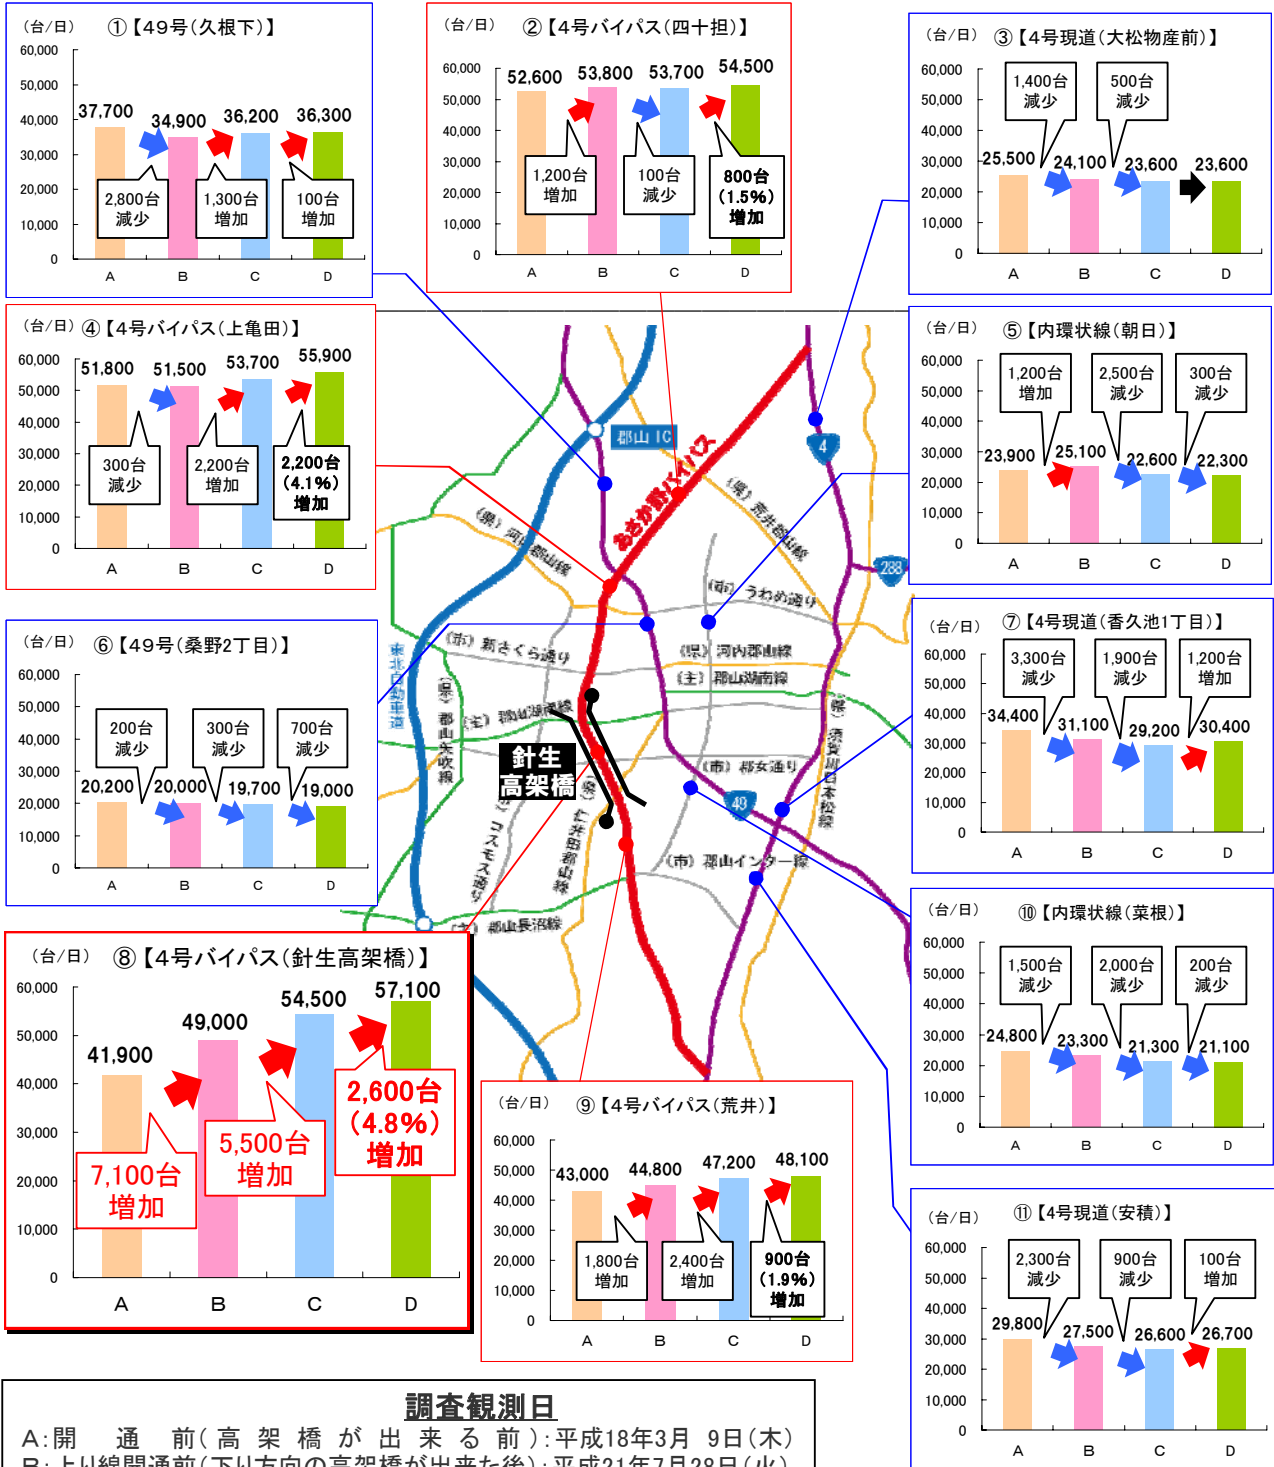 (台/日) ①【49号(久根下)】
60,000
50,000
40,000
30,000
20,000
10,000
0
37,700
34,900
36,200
36,300
2,800台
減少
1,300台
増加
100台
増加
A B C D
(台/日) ②【4号バイパス(四十担)】
60,000
50,000
40,000
30,000
20,000
10,000
0
52,600
53,800
53,700
54,500
1,200台
増加
100台
減少
800台
(1.5%)
増加
A B C D
(台/日) ③【4号現道(大松物産前)】
60,000
50,000
40,000
30,000
20,000
10,000
0
1,400台
減少
500台
減少
25,500
24,100
23,600
23,600
A B C D
(台/日) ④【4号バイパス(上亀田)】
60,000
50,000
40,000
30,000
20,000
10,000
0
51,800
51,500
53,700
55,900
300台
減少
2,200台
増加
2,200台
(4.1%)
増加
A B C D
(台/日) ⑤【内環状線(朝日)】
60,000
50,000
40,000
30,000
20,000
10,000
0
1,200台
増加
2,500台
減少
300台
減少
23,900
25,100
22,600
22,300
A B C D
(台/日) ⑥【49号(桑野2丁目)】
60,000
50,000
40,000
30,000
20,000
10,000
0
200台
減少
300台
減少
700台
減少
20,200
20,000
19,700
19,000
A B C D
(台/日) ⑦【4号現道(香久池1丁目)】
60,000
50,000
40,000
30,000
20,000
10,000
0
3,300台
減少
1,900台
減少
1,200台
増加
34,400
31,100
29,200
30,400
A B C D
郡山IC
あさか野バイパス
4
288
49
(県)荒井郡山線
(県)河内郡山線
(市)うねめ通り
(市)新さくら通り
(県)河内郡山線
(主)郡山湖南線
東北自動車道
(県)郡山矢吹線
(主)郡山湖南線
針生
高架橋
(市)郡女通り
(県)須賀川二本松線
(県)仁井田郡山線
コスモス通り
(市)郡山インター線
(主)郡山長沼線
(台/日) ⑧【4号バイパス(針生高架橋)】
60,000
50,000
40,000
30,000
20,000
10,000
0
41,900
49,000
54,500
57,100
7,100台
増加
5,500台
増加
2,600台
(4.8%)
増加
A B C D
(台/日) ⑨【4号バイパス(荒井)】
60,000
50,000
40,000
30,000
20,000
10,000
0
43,000
44,800
47,200
48,100
1,800台
増加
2,400台
増加
900台
(1.9%)
増加
A B C D
(台/日) ⑩【内環状線(菜根)】
60,000
50,000
40,000
30,000
20,000
10,000
0
1,500台
減少
2,000台
減少
200台
減少
24,800
23,300
21,300
21,100
A B C D
(台/日) ⑪【4号現道(安積)】
60,000
50,000
40,000
30,000
20,000
10,000
0
2,300台
減少
900台
減少
100台
増加
29,800
27,500
26,600
26,700
A B C D
調査観測日
A:開 通 前(高架橋が出来る前):平成18年3月 9日(木)
B:上り線開通前(下り方向の高架橋が出来た後):平成21年7月28日(火)